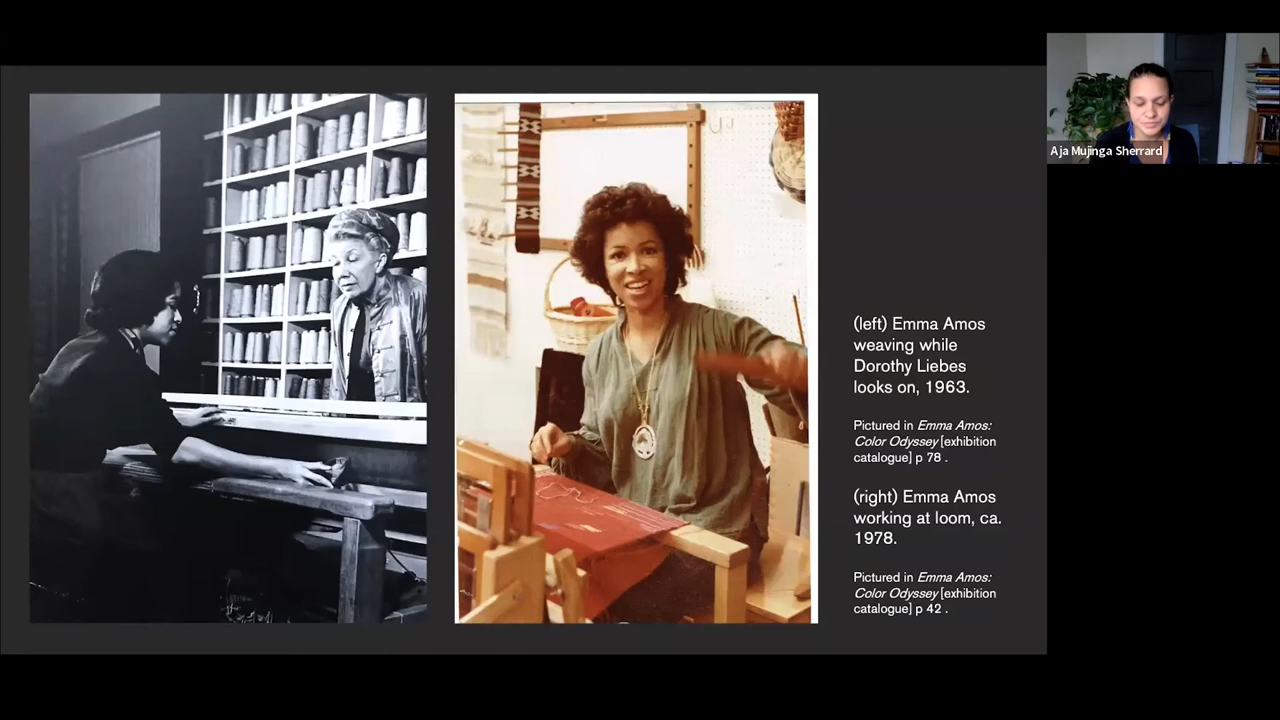 Aja Mujinga Sherrard
(left) Emma Amos
weaving while
Dorothy Liebes
looks on, 1963.
Pictured in Emma Amos:
Color Odyssey [exhibition
catalogue] p 78 .
(right) Emma Amos
working at loom, ca.
1978.
Pictured in Emma Amos:
Color Odyssey [exhibition
catalogue] p 42 .